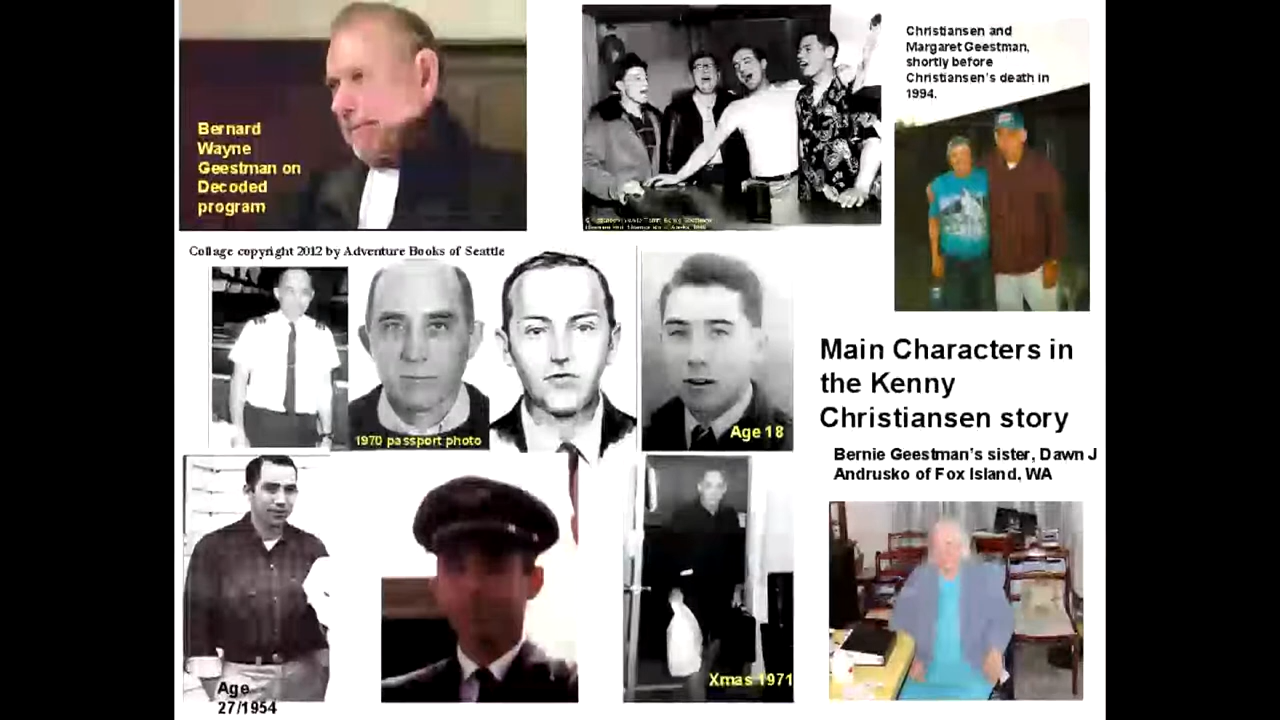 Bernard
Wayne
Geestman on
Decoded
program
Christiansen and
Margaret Geestman,
shortly before
Christiansen's death in
1994.
Collage copyright 2012 by Adventure Books of Seattle
1970 passport photo
Age 18
Main Characters in
the Kenny
Christiansen story
Bernie Geestman's sister, Dawn J
Andrusko of Fox Island, WA
Age
27/1954
Xmas 1971